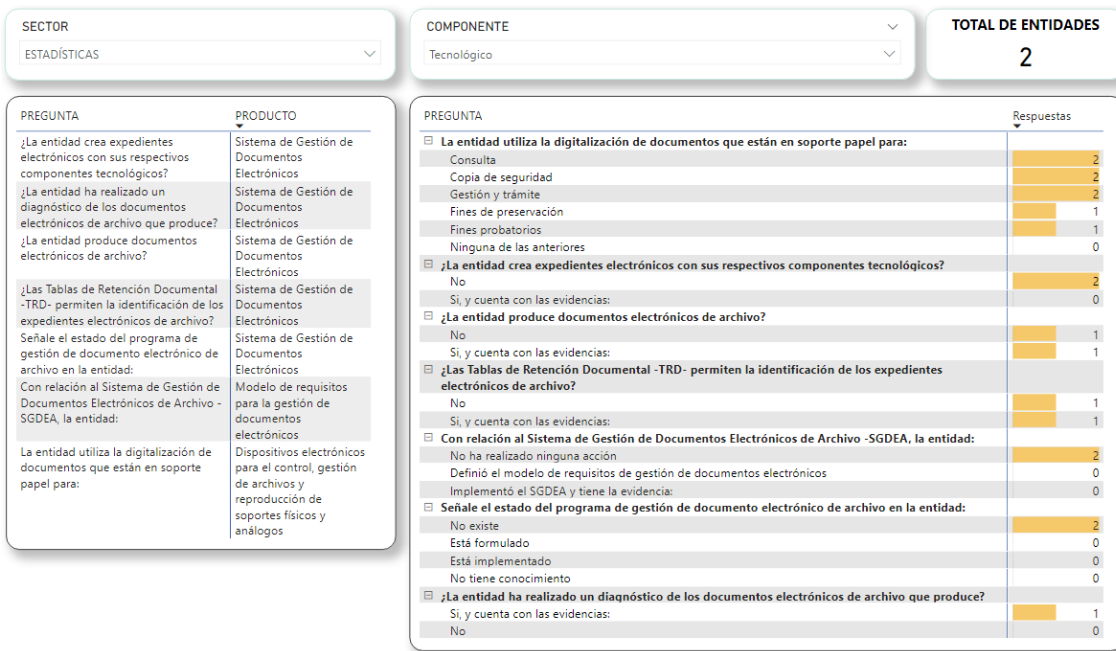 SECTOR
ESTADÍSTICAS
COMPONENTE
Tecnológico
TOTAL DE ENTIDADES
2
PREGUNTA PRODUCTO
¿La entidad crea expedientes
electrónicos con sus respectivos
componentes tecnológicos?
Sistema de Gestión de
Documentos
Electrónicos
¿La entidad ha realizado un
diagnóstico de los documentos
electrónicos de archivo que produce?
Sistema de Gestión de
Documentos
Electrónicos
¿La entidad produce documentos
electrónicos de archivo?
Sistema de Gestión de
Documentos
Electrónicos
¿Las Tablas de Retención Documental
-TRD- permiten la identificación de los
expedientes electrónicos de archivo?
Sistema de Gestión de
Documentos
Electrónicos
Señale el estado del programa de
gestión de documento electrónico de
archivo en la entidad:
Sistema de Gestión de
Documentos
Electrónicos
Con relación al Sistema de Gestión de
Documentos Electrónicos de Archivo -
SGDEA, la entidad:
Modelo de requisitos
para la gestión de
documentos
electrónicos
La entidad utiliza la digitalización de
documentos que están en soporte
papel para:
Dispositivos electrónicos
para el control, gestión
de archivos y
reproducción de
soportes físicos y
análogos
PREGUNTA Respuestas
La entidad utiliza la digitalización de documentos que están en soporte papel para:
Consulta 2
Copia de seguridad 2
Gestión y trámite 2
Fines de preservación 1
Fines probatorios 1
Ninguna de las anteriores 0
¿La entidad crea expedientes electrónicos con sus respectivos componentes tecnológicos?
No 2
Si, y cuenta con las evidencias: 0
¿La entidad produce documentos electrónicos de archivo?
No 1
Si, y cuenta con las evidencias: 1
¿Las Tablas de Retención Documental -TRD- permiten la identificación de los expedientes
electrónicos de archivo?
No 1
Si, y cuenta con las evidencias: 1
Con relación al Sistema de Gestión de Documentos Electrónicos de Archivo -SGDEA, la entidad:
No ha realizado ninguna acción 2
Definió el modelo de requisitos de gestión de documentos electrónicos 0
Implementó el SGDEA y tiene la evidencia: 0
Señale el estado del programa de gestión de documento electrónico de archivo en la entidad:
No existe 2
Está formulado 0
Está implementado 0
No tiene conocimiento 0
¿La entidad ha realizado un diagnóstico de los documentos electrónicos de archivo que produce?
Si, y cuenta con las evidencias: 1
No 0